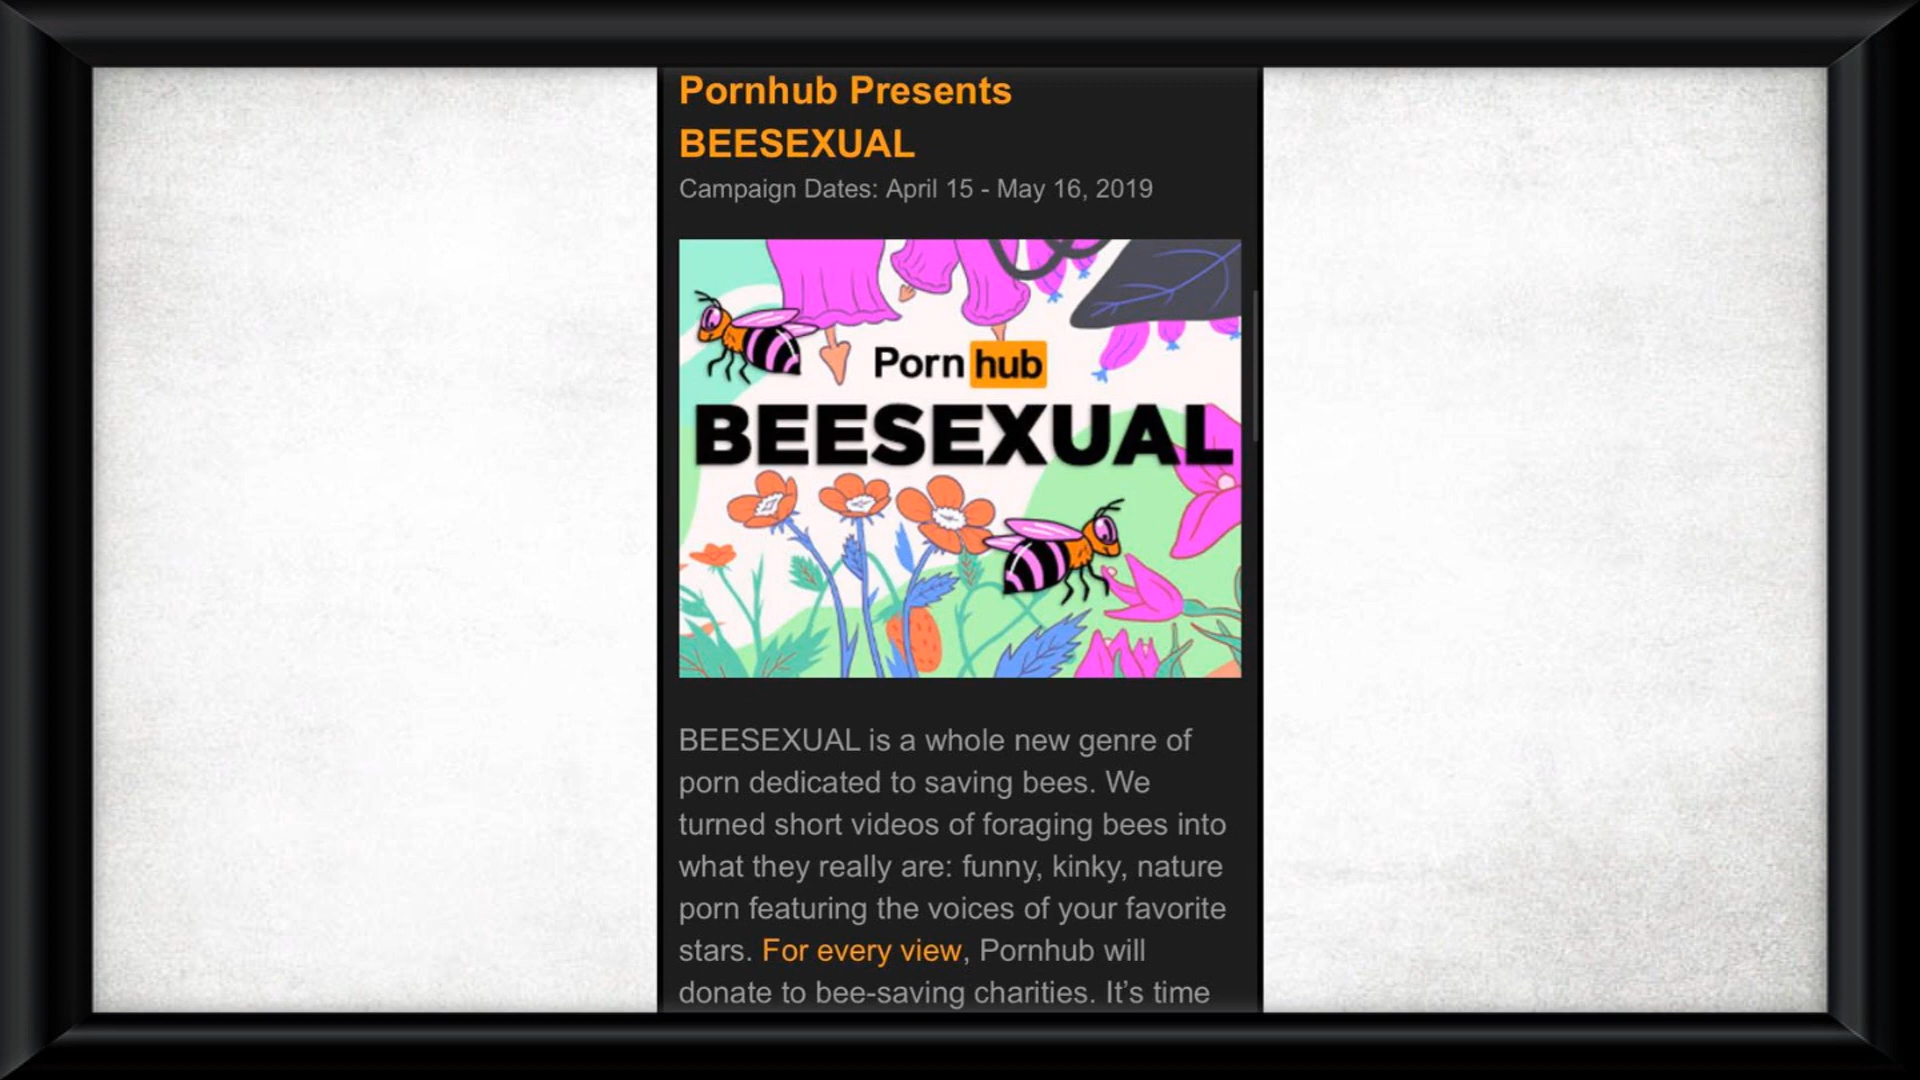 Pornhub Presents
BEESEXUAL
Campaign Dates: April 15 - May 16, 2019
Porn hub
BEESEXUAL
BEESEXUAL is a whole new genre of
porn dedicated to saving bees. We
turned short videos of foraging bees into
what they really are: funny, kinky, nature
porn featuring the voices of your favorite
stars. For every view, Pornhub will
donate to bee-saving charities. It’s time